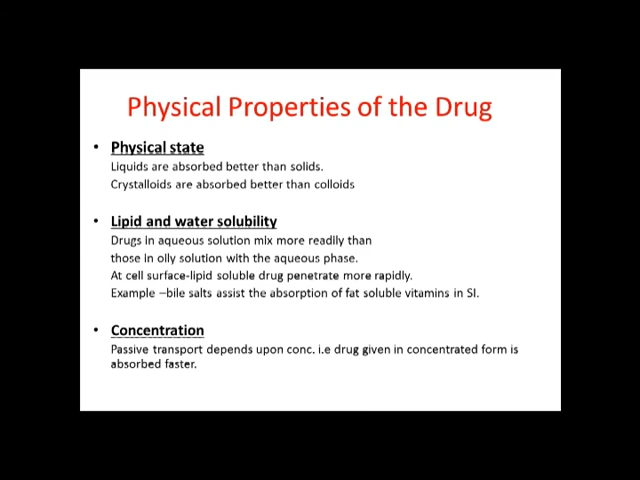 Physical Properties of the Drug
• Physical state
Liquids are absorbed better than solids.
Crystalloids are absorbed better than colloids
• Lipid and water solubility
Drugs in aqueous solution mix more readily than
those in oily solution with the aqueous phase.
At cell surface-lipid soluble drug penetrate more rapidly.
Example –bile salts assist the absorption of fat soluble vitamins in SI.
• Concentration
Passive transport depends upon conc. i.e drug given in concentrated form is
absorbed faster.